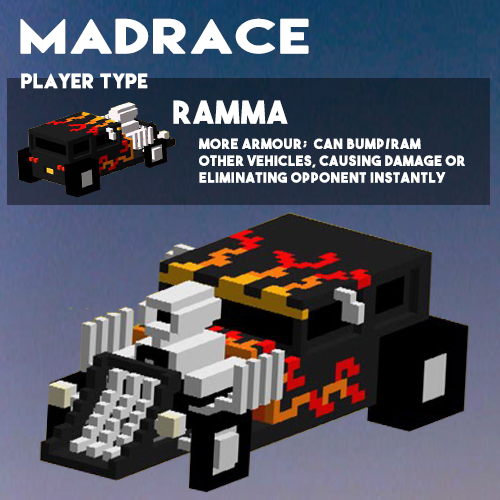 MADRACE
PLAYER TYPE
RAMMA
MORE ARMOUR; CAN BUMP/RAM
OTHER VEHICLES, CAUSING DAMAGE OR
ELIMINATING OPPONENT INSTANTLY